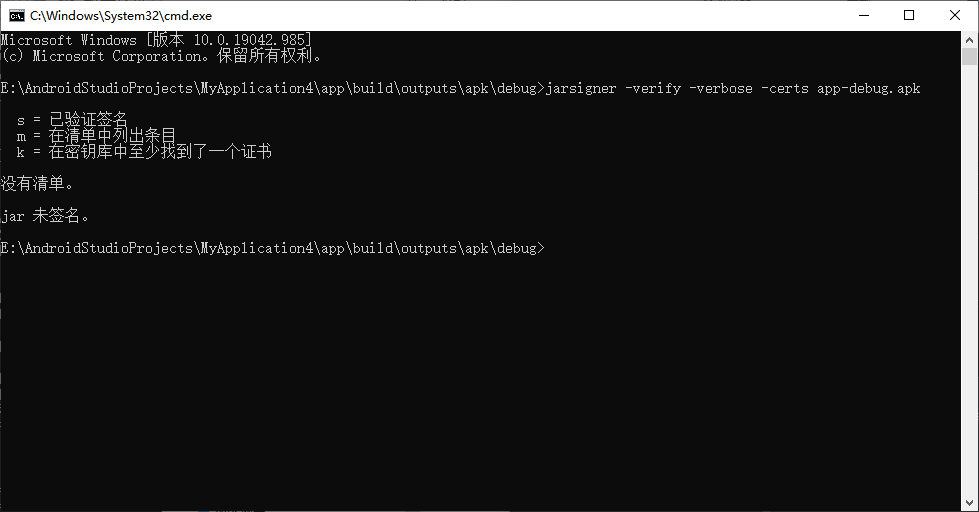 C:\Windows\System32\cmd.exe
Microsoft Windows [版本 10.0.19042.985]
(c) Microsoft Corporation。保留所有权利。
E:\AndroidStudioProjects\MyApplication4\app\build\outputs\apk\debug>jarsigner -verify -verbose -certs app-debug.apk
s = 已验证签名
m = 在清单中列出条目
k = 在密钥库中至少找到了一个证书
没有清单。
jar 未签名。
E:\AndroidStudioProjects\MyApplication4\app\build\outputs\apk\debug>